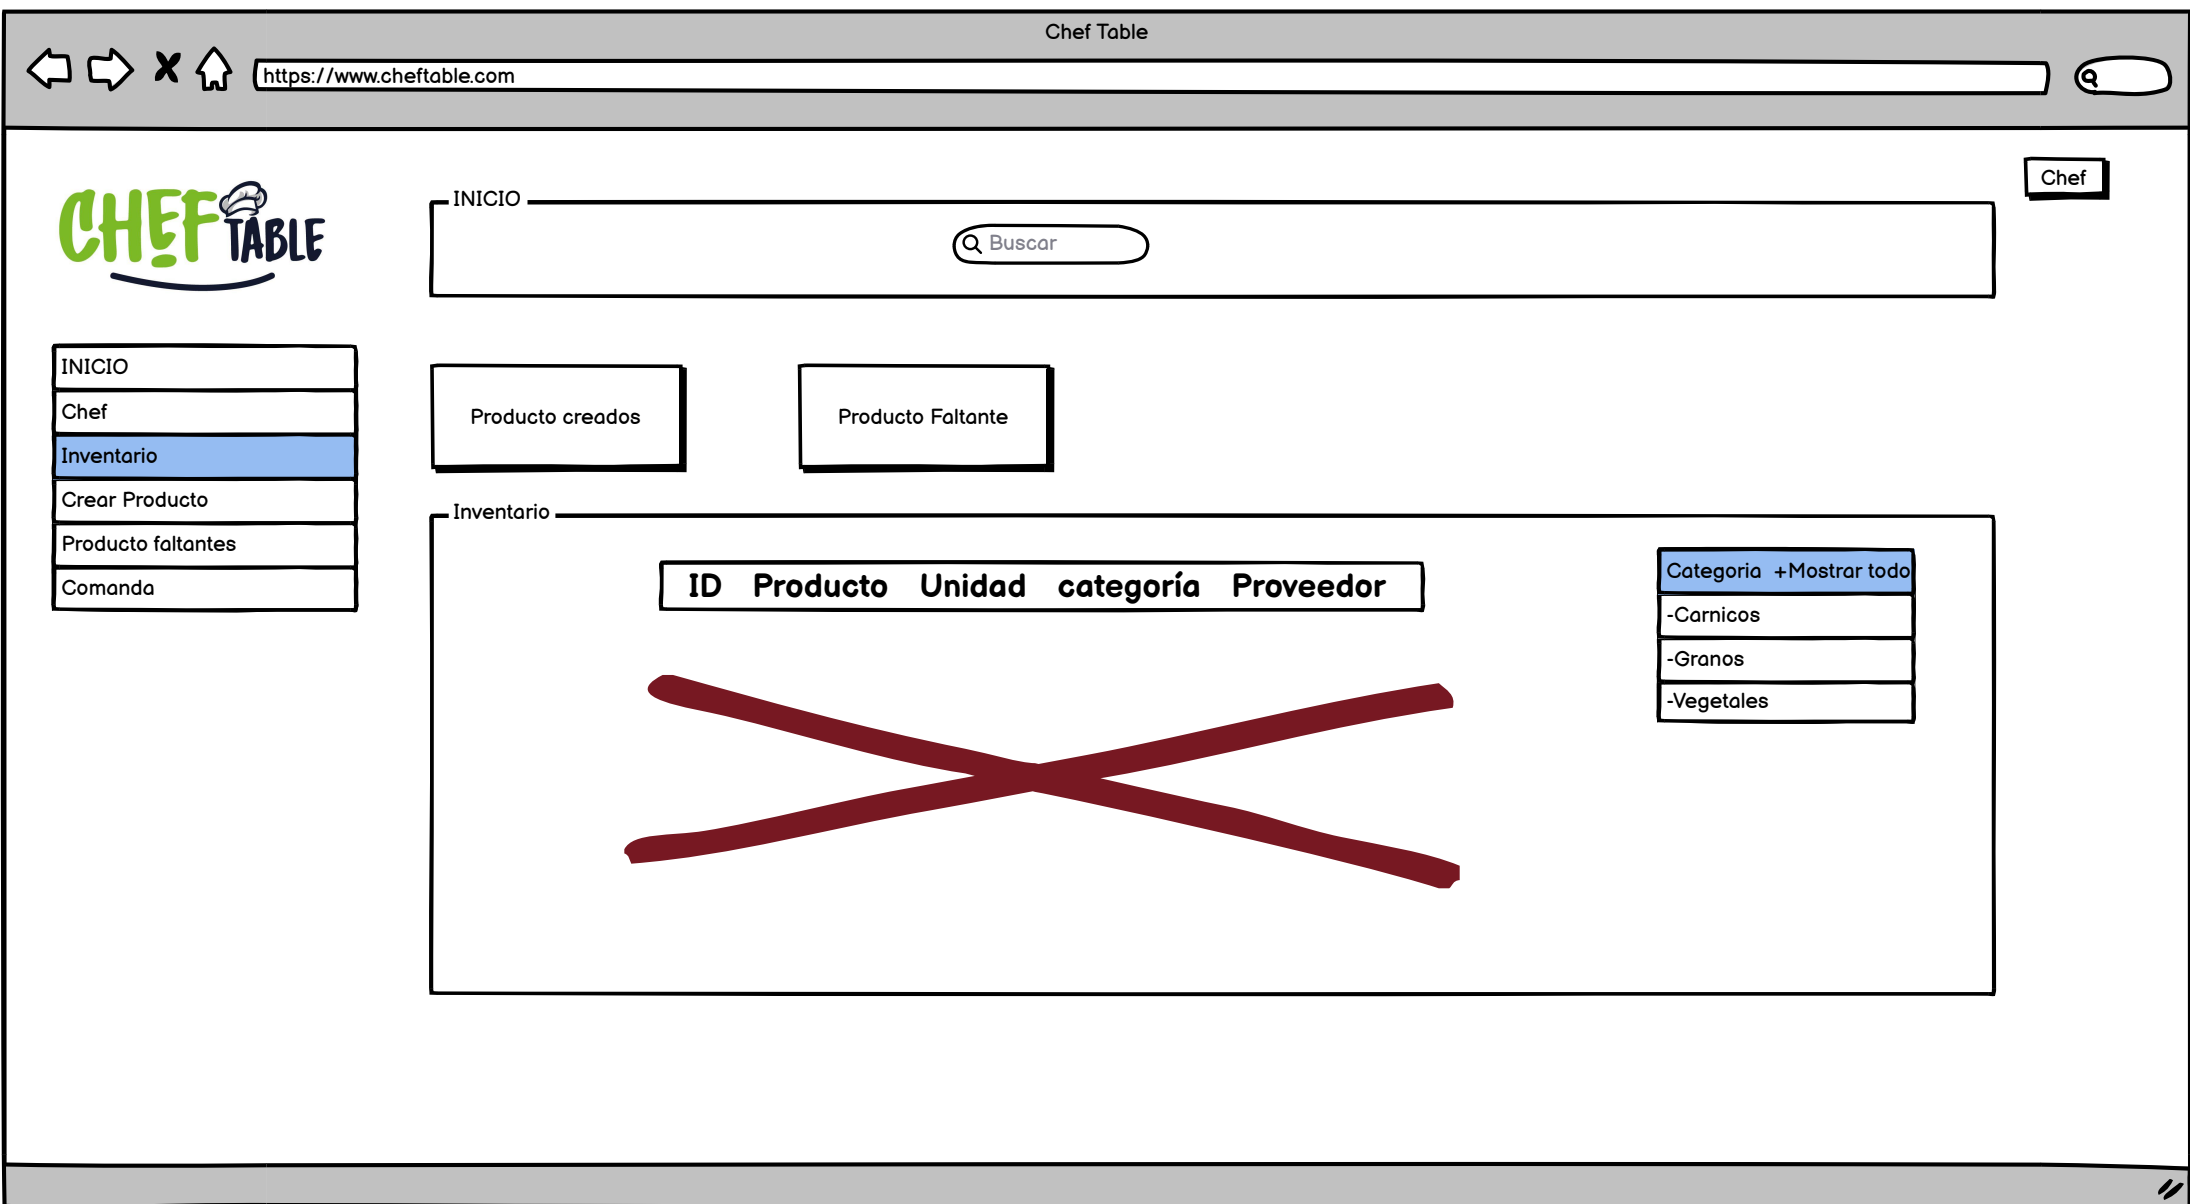 Chef Table
https://www.cheftable.com
CHEF
TABLE
Chef
INICIO
Buscar
INICIO
Chef
Inventario
Crear Producto
Producto faltantes
Comanda
Producto creados
Producto Faltante
Inventario
ID Producto Unidad categoría Proveedor
Categoria +Mostrar todo
-Carnicos
-Granos
-Vegetales